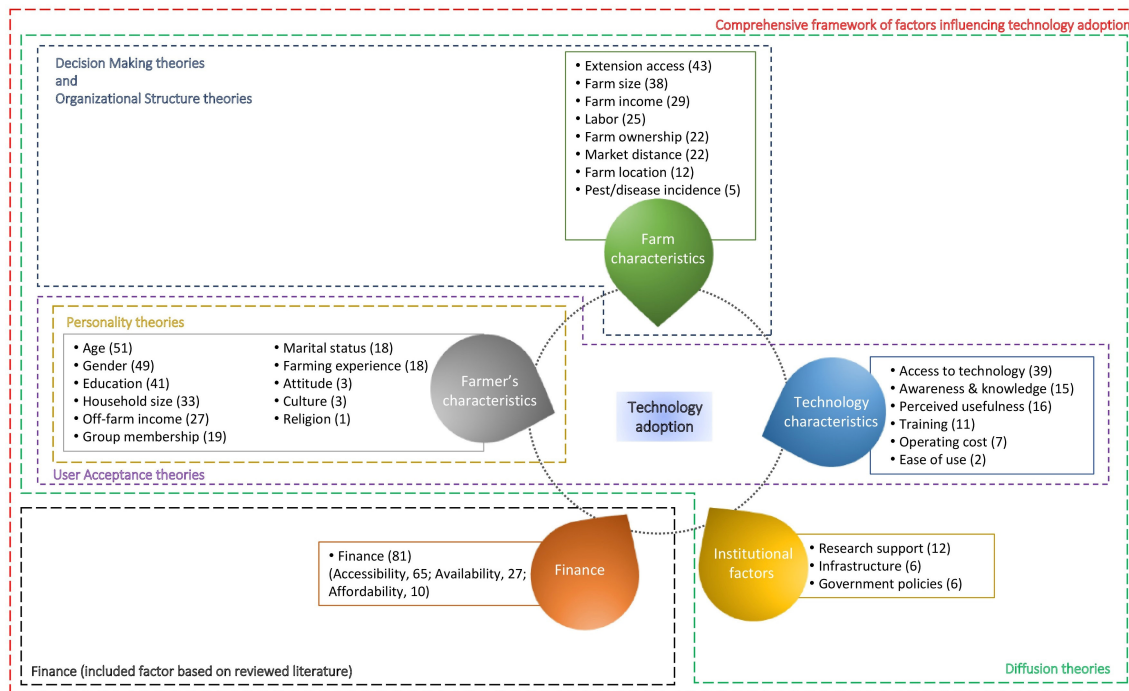 Comprehensive framework of factors influencing technology adoption
Decision Making theories
and
Organizational Structure theories
• Extension access (43)
• Farm size (38)
• Farm income (29)
• Labor (25)
• Farm ownership (22)
• Market distance (22)
• Farm location (12)
• Pest/disease incidence (5)
Farm
characteristics
Personality theories
• Age (51)
• Gender (49)
• Education (41)
• Household size (33)
• Off-farm income (27)
• Group membership (19)
• Marital status (18)
• Farming experience (18)
• Attitude (3)
• Culture (3)
• Religion (1)
Farmer's
characteristics
Technology
adoption
Technology
characteristics
• Access to technology (39)
• Awareness & knowledge (15)
• Perceived usefulness (16)
• Training (11)
• Operating cost (7)
• Ease of use (2)
User Acceptance theories
• Finance (81)
(Accessibility, 65; Availability, 27;
Affordability, 10)
Finance
Institutional
factors
• Research support (12)
• Infrastructure (6)
• Government policies (6)
Finance (included factor based on reviewed literature)
Diffusion theories